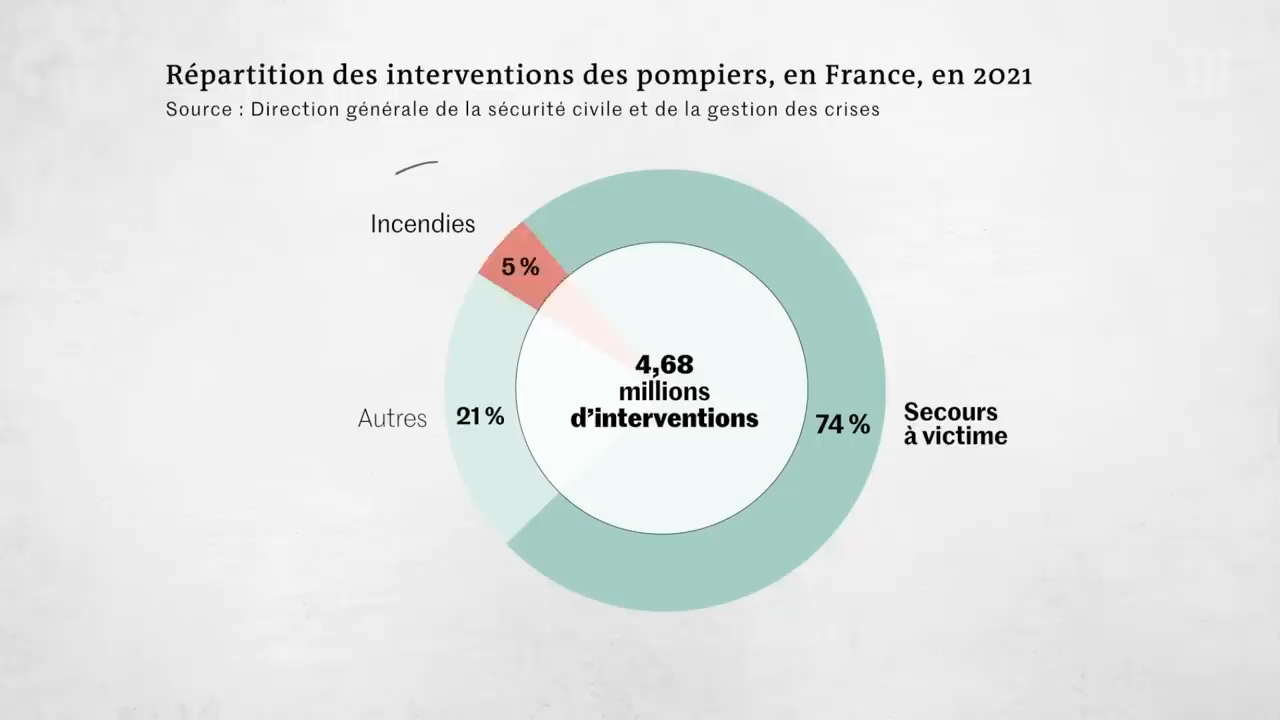 Répartition des interventions des pompiers, en France, en 2021
Source : Direction générale de la sécurité civile et de la gestion des crises
Incendies
5 %
4,68
millions
d’interventions
Autres
21 %
74 %
Secours
à victime